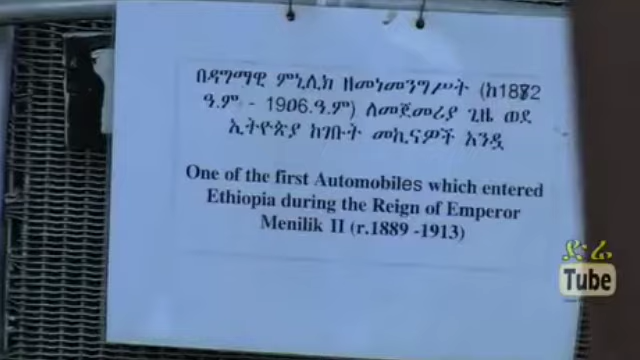 በዳግማዊ ምኒሊክ ዘመነመንግሥት (ከ1882
ዓ.ም. - 1906.ዓ.ም) ለመጀመሪያ ጊዜ ወደ
ኢትዮጵያ ከገቡት መኪናዎች አንዷ
One of the first Automobiles which entered
Ethiopia during the Reign of Emperor
Menilik II (r.1889 -1913)
ድሬ
Tube